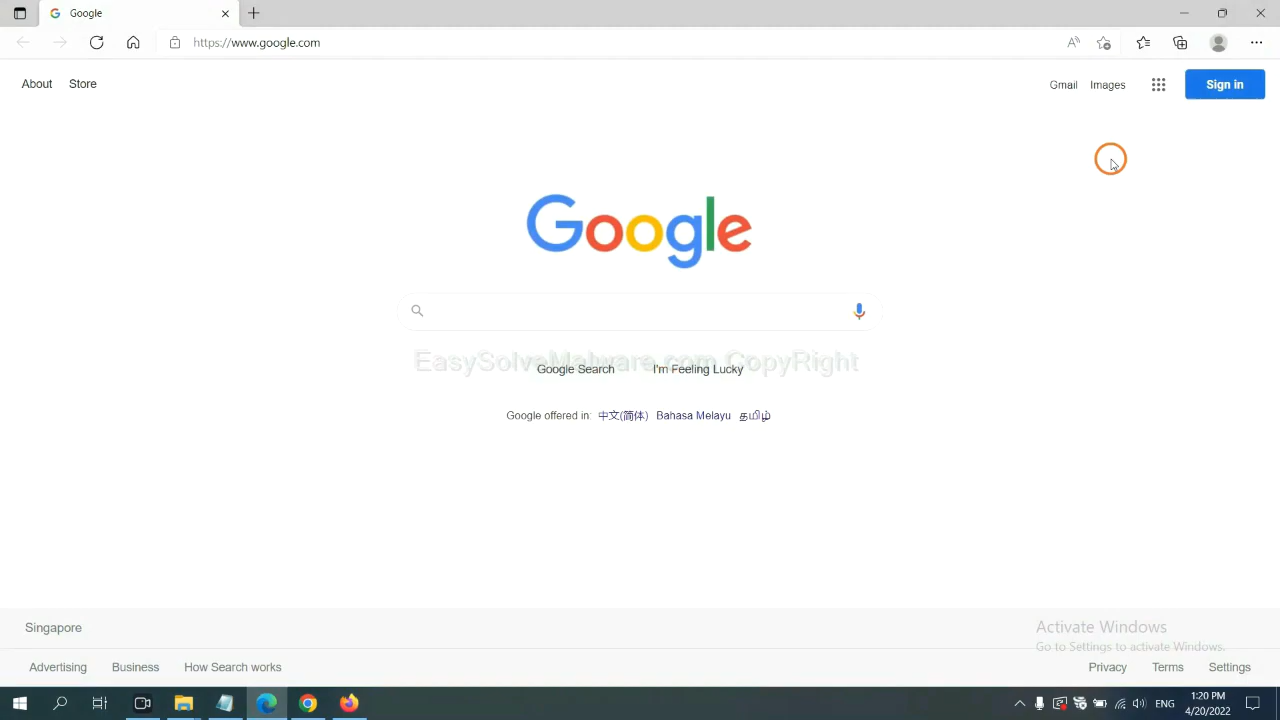 Google
https://www.google.com
About Store
Gmail Images Sign in
Google
EasySolveMalware.com CopyRight
Google Search I'm Feeling Lucky
Google offered in: 中文(简体) Bahasa Melayu தமிழ்
Singapore
Activate Windows
Go to Settings to activate Windows.
Advertising Business How Search works
Privacy Terms Settings
ENG
1:20 PM
4/20/2022